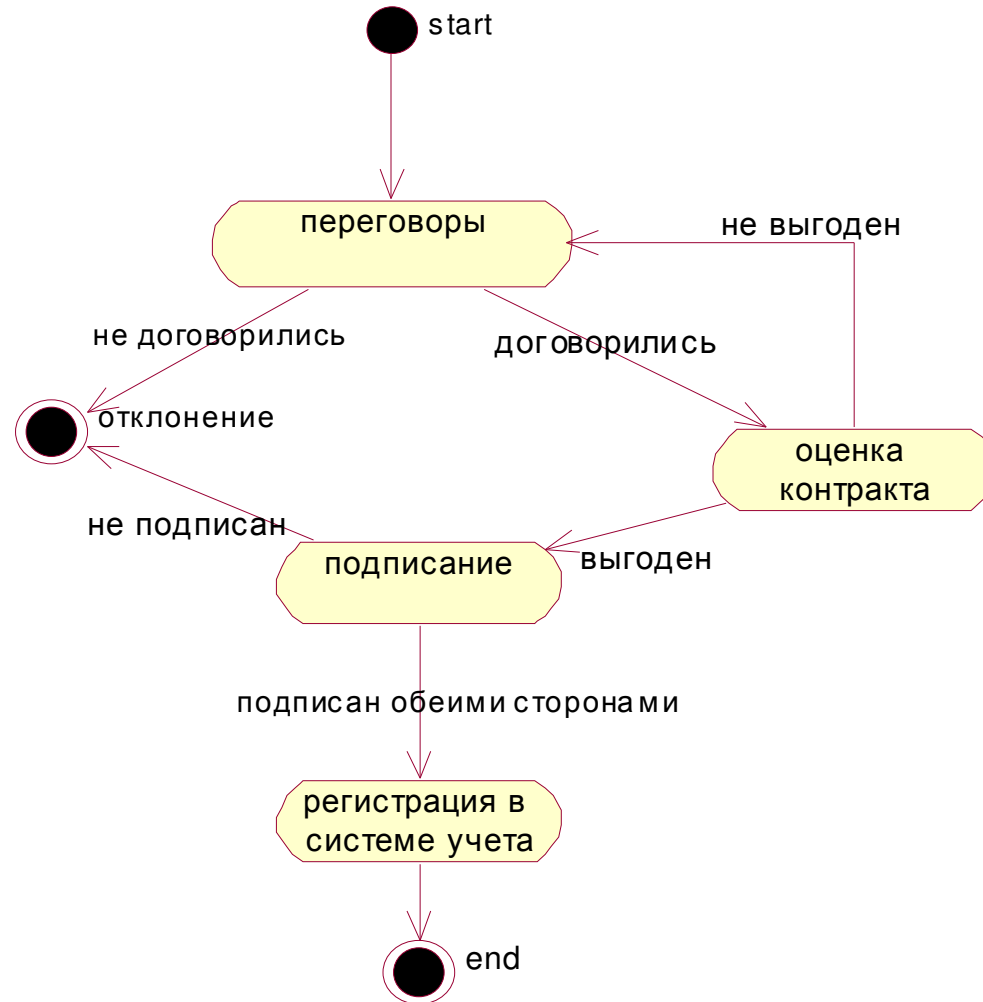 start
переговоры
не выгоден
не договорились
договорились
отклонение
оценка
контракта
не подписан
выгоден
подписание
подписан обеими сторонами
регистрация в
системе учета
end